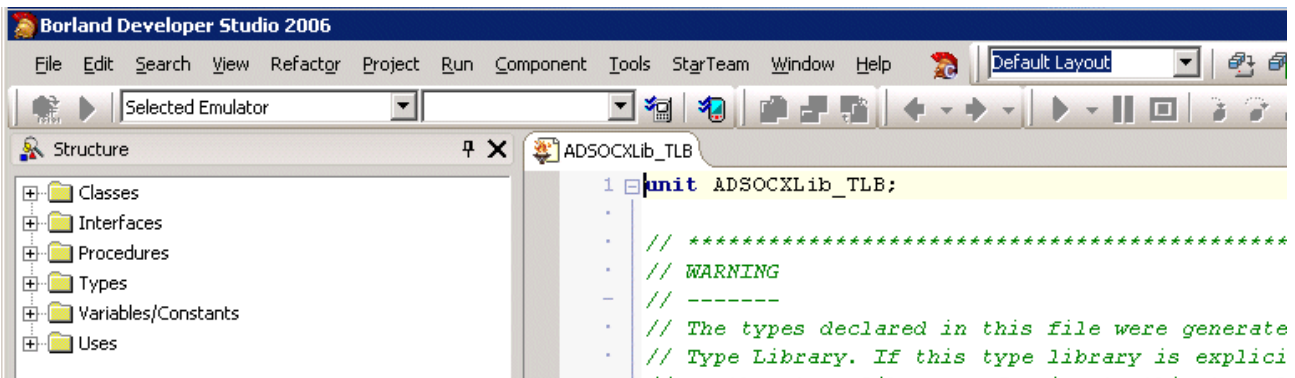 Borland Developer Studio 2006
File Edit Search View Refactor Project Run Component Tools StarTeam Window Help Default Layout
Selected Emulator
Structure
ADSOCXLib_TLB
Classes
Interfaces
Procedures
Types
Variables/Constants
Uses
1 unit ADSOCXLib_TLB;
// *********************************************
// WARNING
// -------
// The types declared in this file were generate
// Type Library. If this type library is explici